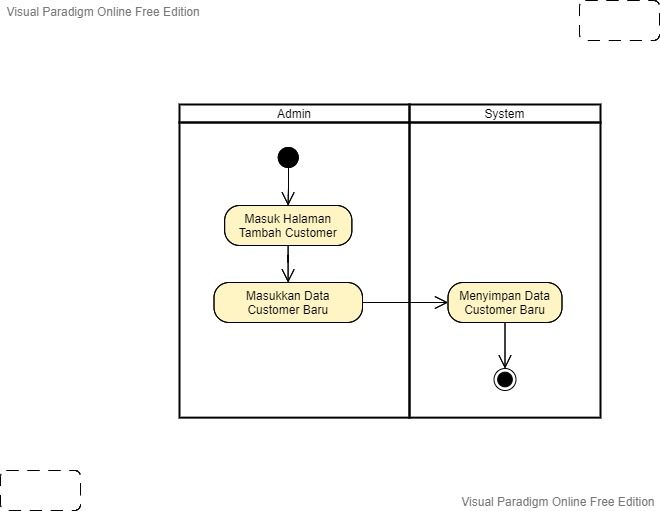 Visual Paradigm Online Free Edition
Admin
System
Masuk Halaman
Tambah Customer
Masukkan Data
Customer Baru
Menyimpan Data
Customer Baru
Visual Paradigm Online Free Edition